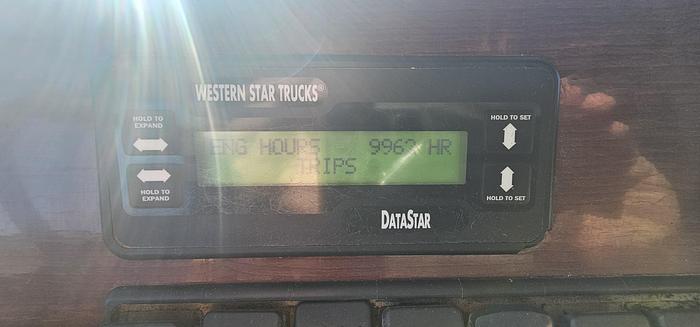 WESTERN STAR TRUCKS®
HOLD TO
EXPAND
HOLD TO
EXPAND
ENG HOURS 9963 HR
TRIPS
HOLD TO SET
HOLD TO SET
DATASTAR